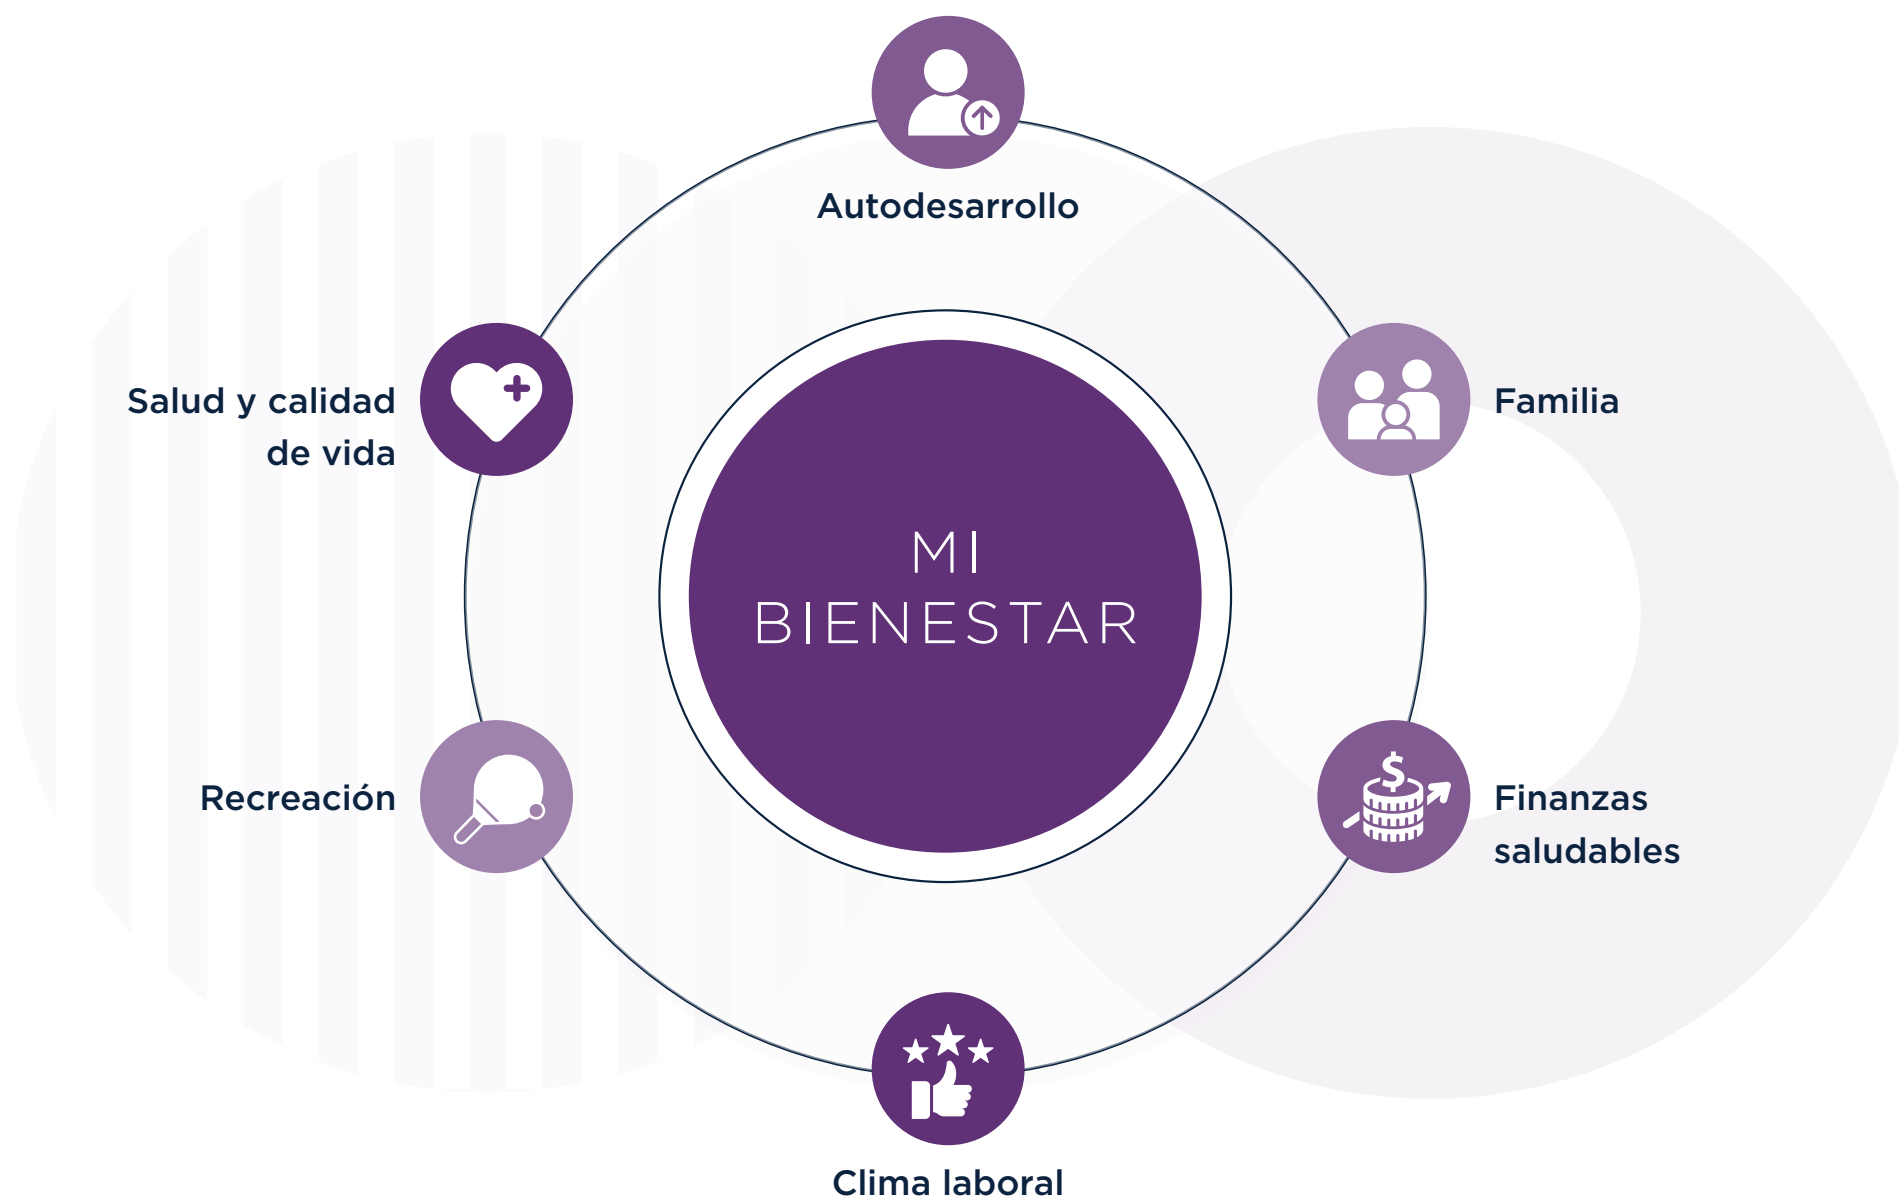 Autodesarrollo
Salud y calidad
de vida
Familia
MI
BIENESTAR
Recreación
$
Finanzas
saludables
Clima laboral